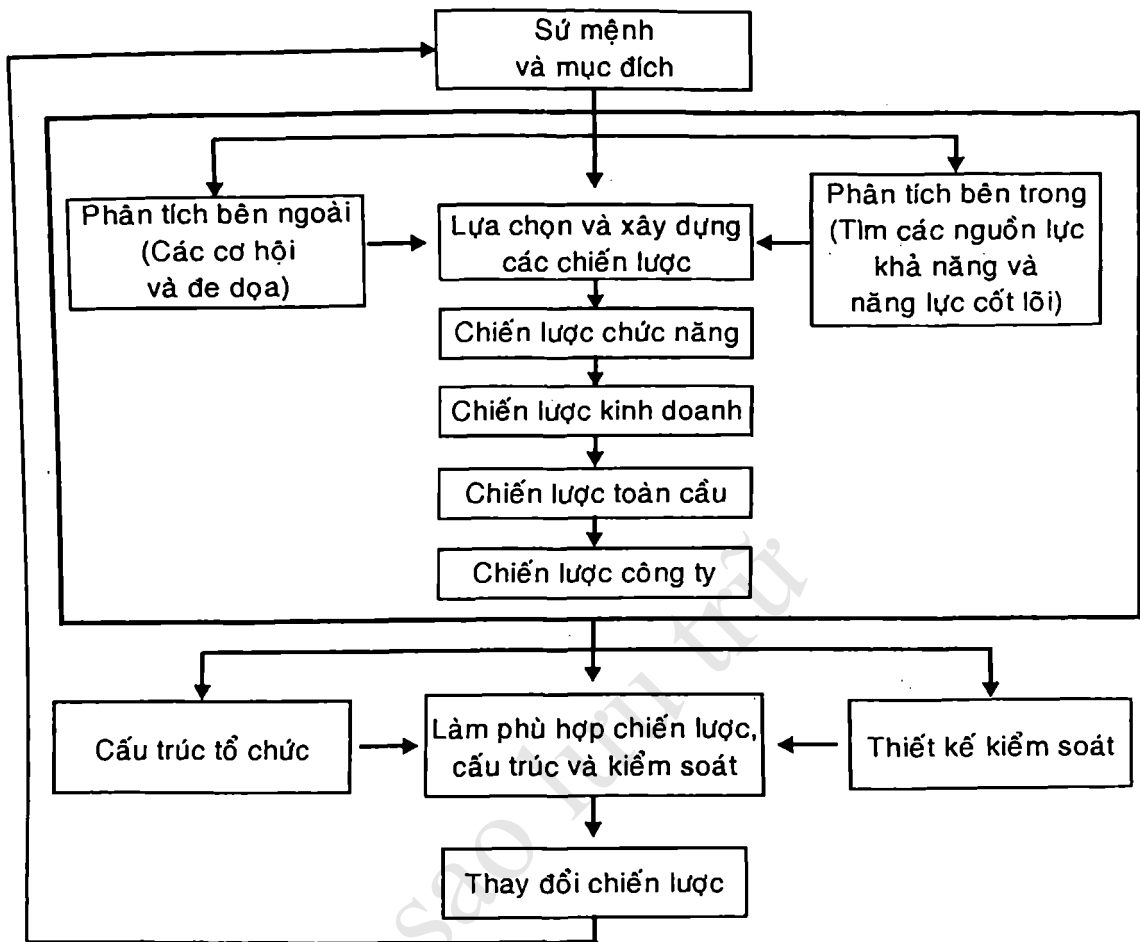 Sứ mệnh
và mục đích
Phân tích bên ngoài
(Các cơ hội
và đe dọa)
Lựa chọn và xây dựng
các chiến lược
Phân tích bên trong
(Tìm các nguồn lực
khả năng và
năng lực cốt lõi)
Chiến lược chức năng
Chiến lược kinh doanh
Chiến lược toàn cầu
Chiến lược công ty
Cấu trúc tổ chức
Làm phù hợp chiến lược,
cấu trúc và kiểm soát
Thiết kế kiểm soát
Thay đổi chiến lược
sao lưu trữ